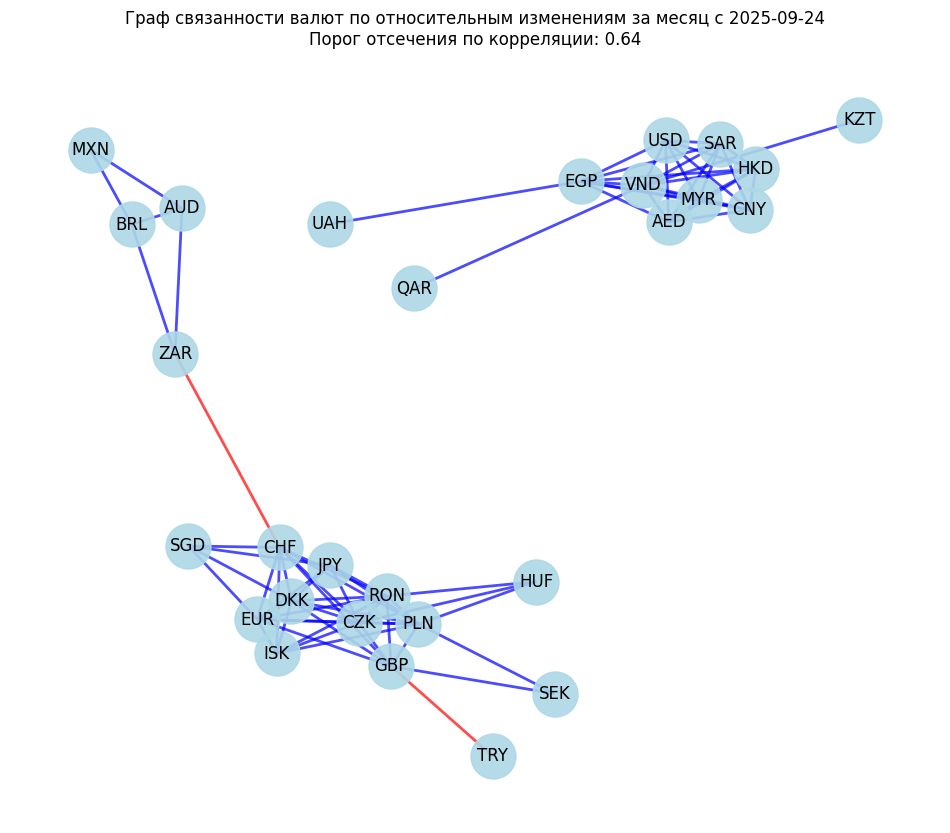 Граф связанности валют по относительным изменениям за месяц с 2025-09-24
Порог отсечения по корреляции: 0.64
KZT
USD
SAR
MXN
HKD
EGP
VND
MYR
AUD
CNY
AED
BRL
UAH
QAR
ZAR
SGD
CHF
JPY
HUF
RON
DKK
EUR
CZK
PLN
ISK
GBP
SEK
TRY